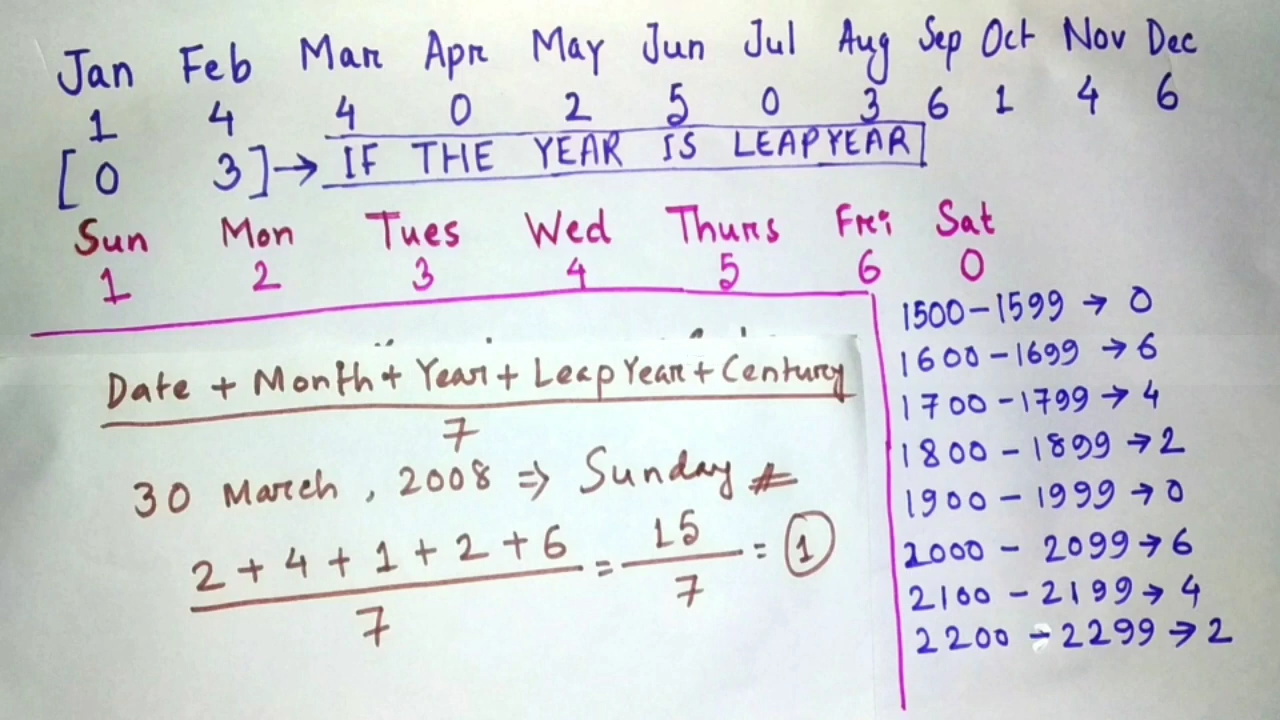 Jan Feb Mar Apr May Jun Jul Aug Sep Oct Nov Dec
1 4 4 0 2 5 0 3 6 1 4 6
[0 3] → IF THE YEAR IS LEAPYEAR
Sun Mon Tues Wed Thurs Fri Sat
1 2 3 4 5 6 0
Date + Month + Year + Leap Year + Century
7
30 March, 2008 ⇒ Sunday
2 + 4 + 1 + 2 + 6 = 15 = 1
7 7
1500 - 1599 → 0
1600 - 1699 → 6
1700 - 1799 → 4
1800 - 1899 → 2
1900 - 1999 → 0
2000 - 2099 → 6
2100 - 2199 → 4
2200 - 2299 → 2